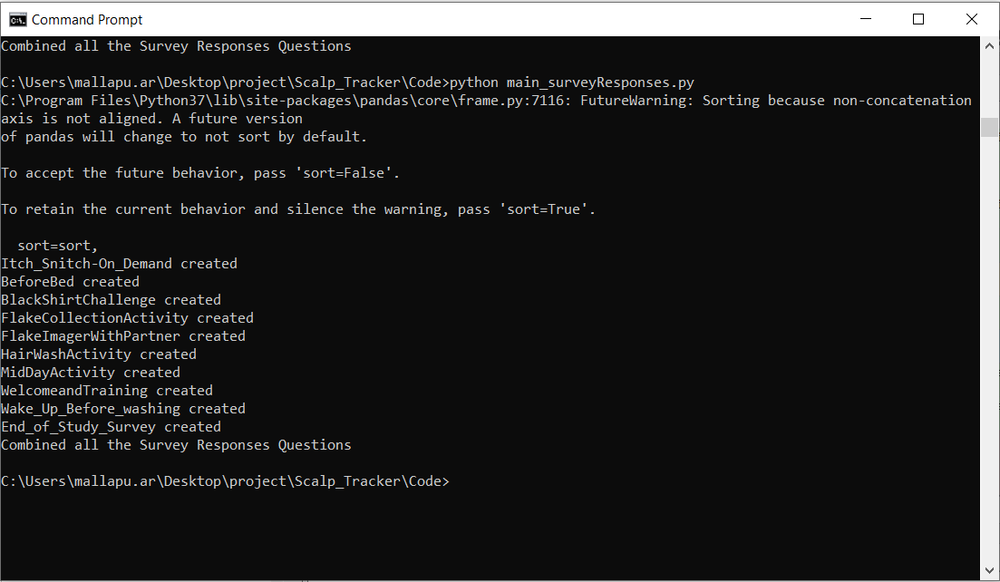 Command Prompt
Combined all the Survey Responses Questions
C:\Users\mallapu.ar\Desktop\project\Scalp_Tracker\Code>python main_surveyResponses.py
C:\Program Files\Python37\lib\site-packages\pandas\core\frame.py:7116: FutureWarning: Sorting because non-concatenation
axis is not aligned. A future version
of pandas will change to not sort by default.
To accept the future behavior, pass 'sort=False'.
To retain the current behavior and silence the warning, pass 'sort=True'.
  sort=sort,
Itch_Snitch-On_Demand created
BeforeBed created
BlackShirtChallenge created
FlakeCollectionActivity created
FlakeImagerWithPartner created
HairWashActivity created
MidDayActivity created
WelcomeandTraining created
Wake_Up_Before_washing created
End_of_Study_Survey created
Combined all the Survey Responses Questions
C:\Users\mallapu.ar\Desktop\project\Scalp_Tracker\Code>